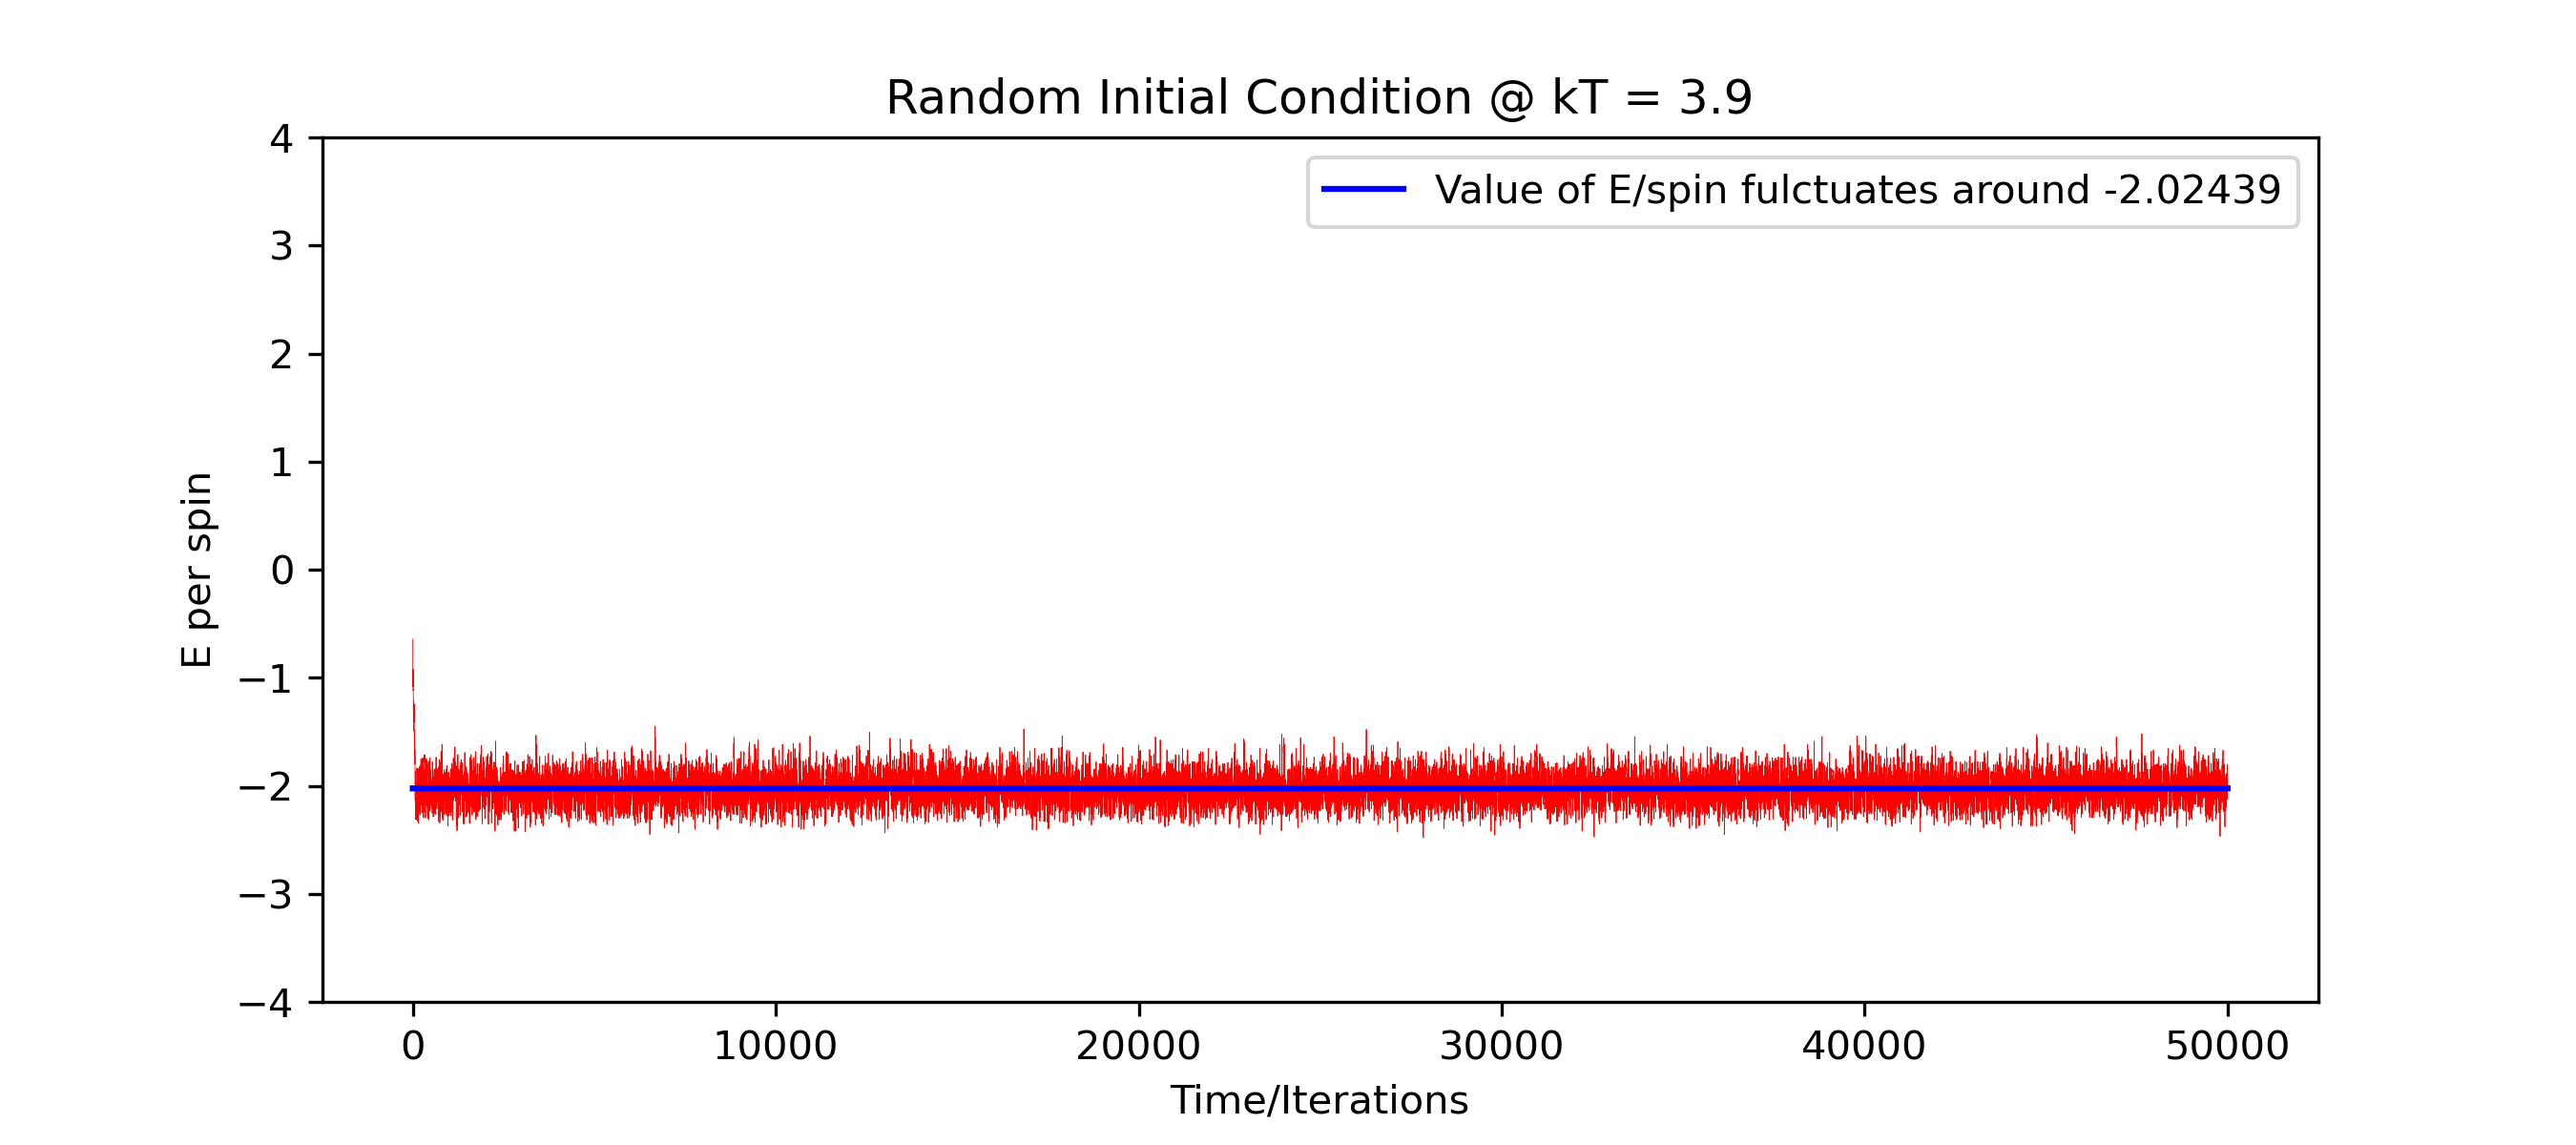 Random Initial Condition @ kT = 3.9
Value of E/spin fulctuates around -2.02439
4
3
2
1
0
−1
−2
−3
−4
E per spin
0 10000 20000 30000 40000 50000
Time/Iterations